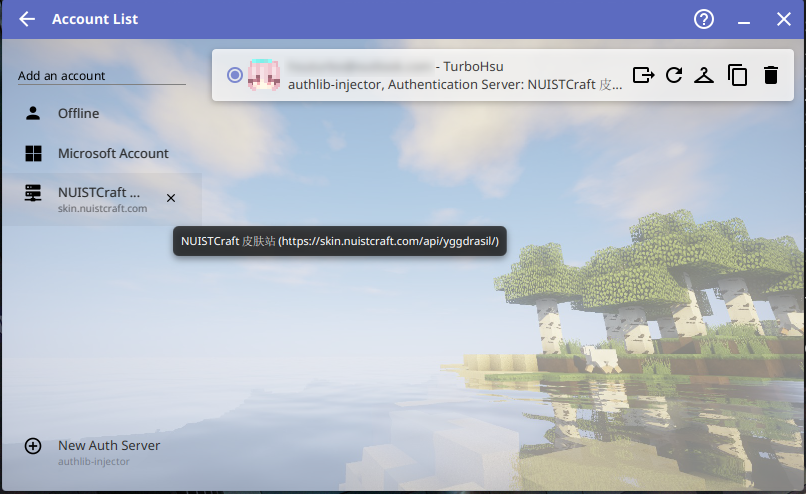 Account List
Add an account
Offline
Microsoft Account
NUISTCraft ...
skin.nuistcraft.com
- TurboHsu
authlib-injector, Authentication Server: NUISTCraft 皮...
NUISTCraft 皮肤站 (https://skin.nuistcraft.com/api/yggdrasil/)
New Auth Server
authlib-injector